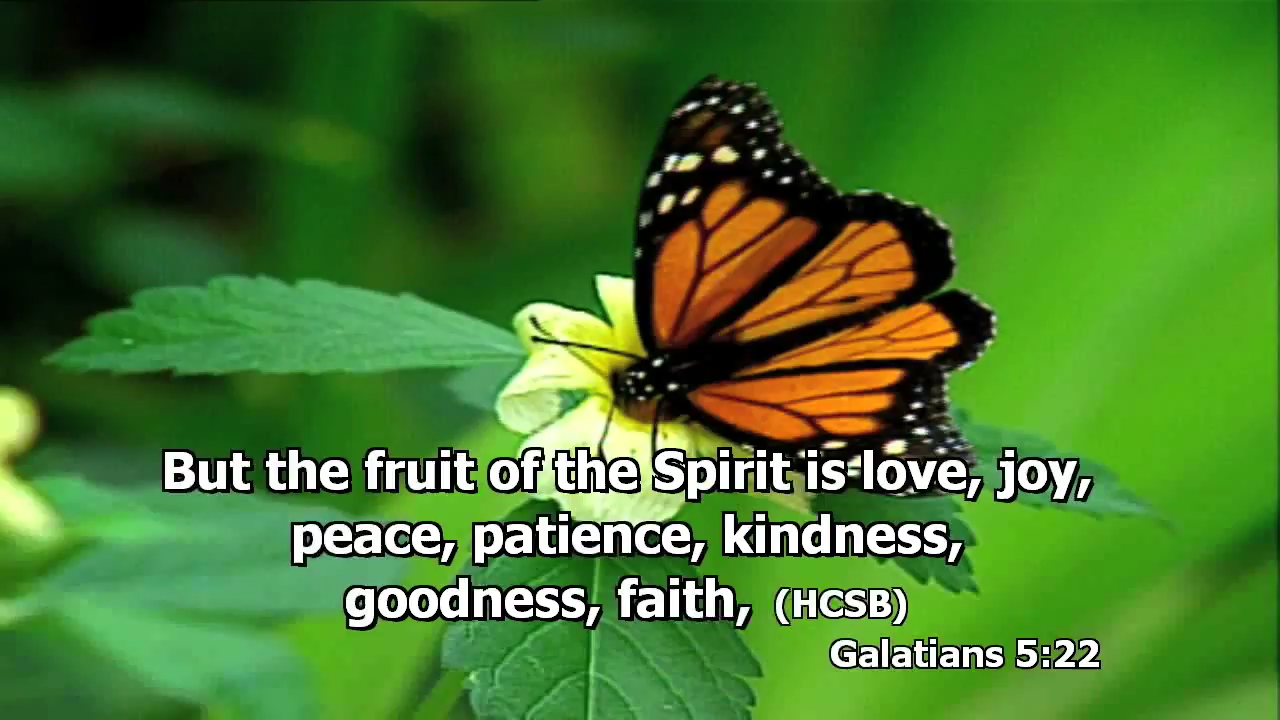 But the fruit of the Spirit is love, joy,
peace, patience, kindness,
goodness, faith, (HCSB)
Galatians 5:22